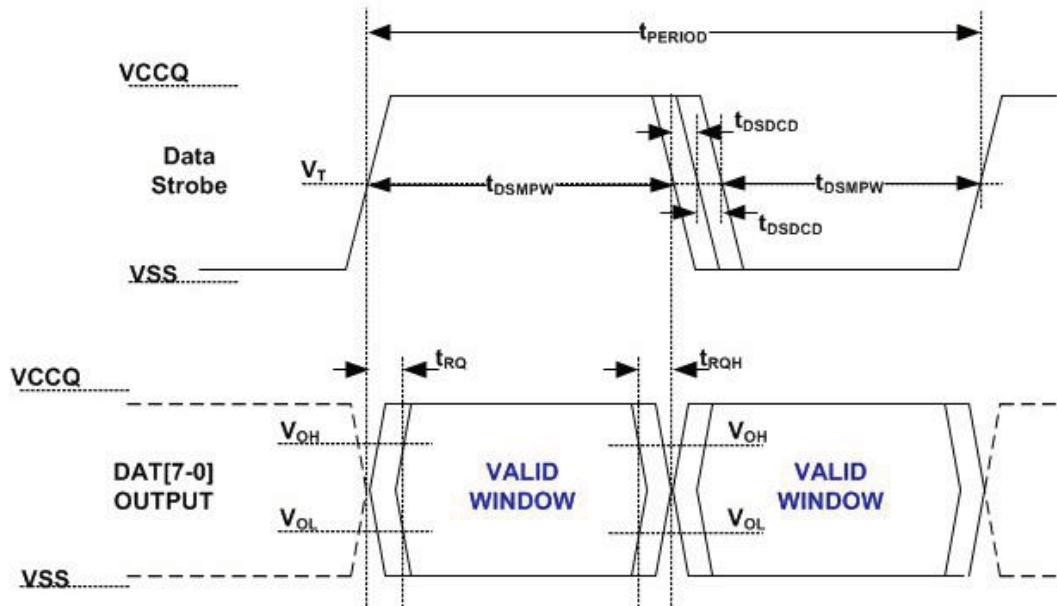 tPERIOD
VCCQ
tDSDCD
Data
Strobe
VT
tDSMPW
tDSMPW
tDSDCD
VSS
tRQ
tRQH
VCCQ
VOH
VOH
DAT[7-0]
OUTPUT
VALID
WINDOW
VALID
WINDOW
VOL
VOL
VSS